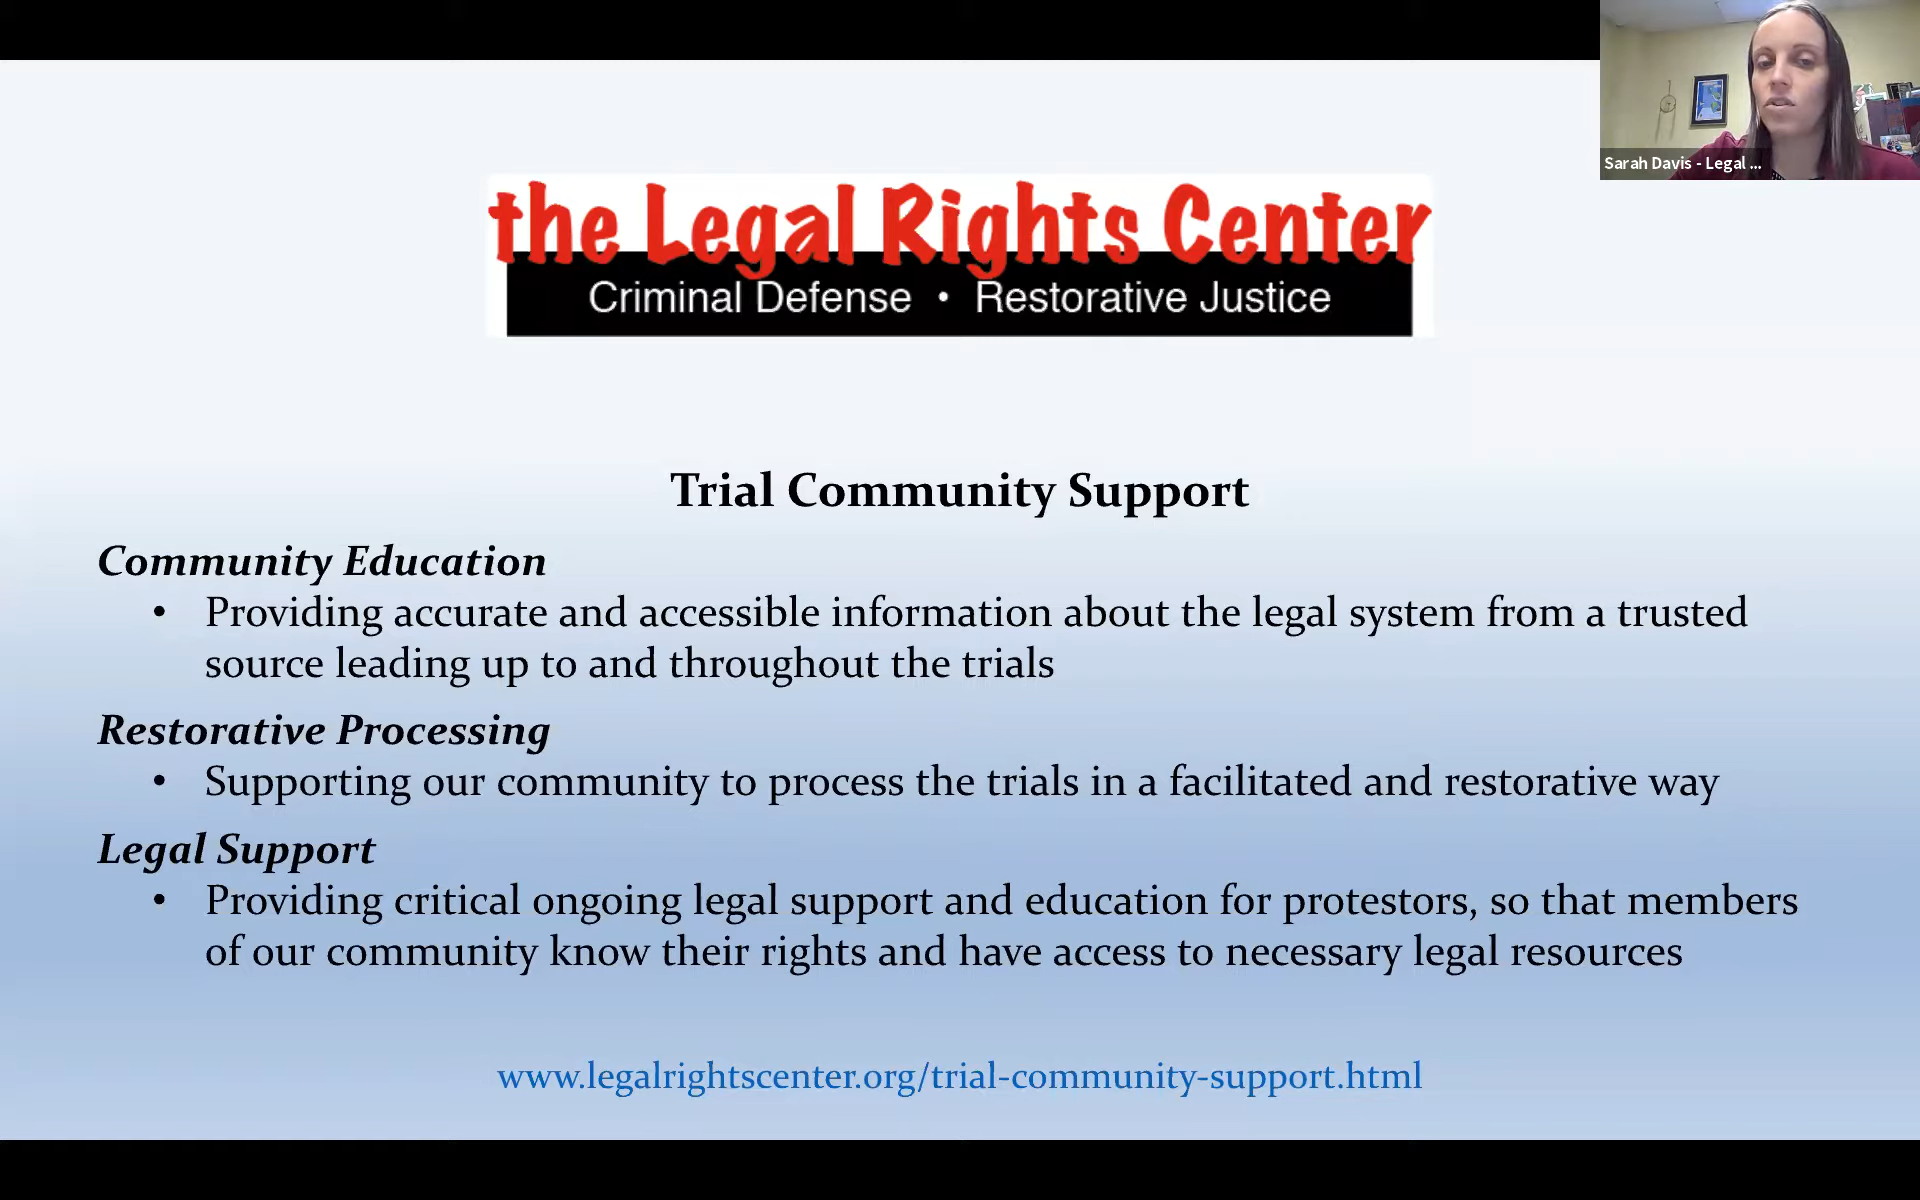 Sarah Davis - Legal ...
the Legal Rights Center
Criminal Defense • Restorative Justice
Trial Community Support
Community Education
• Providing accurate and accessible information about the legal system from a trusted
source leading up to and throughout the trials
Restorative Processing
• Supporting our community to process the trials in a facilitated and restorative way
Legal Support
• Providing critical ongoing legal support and education for protestors, so that members
of our community know their rights and have access to necessary legal resources
www.legalrightscenter.org/trial-community-support.html